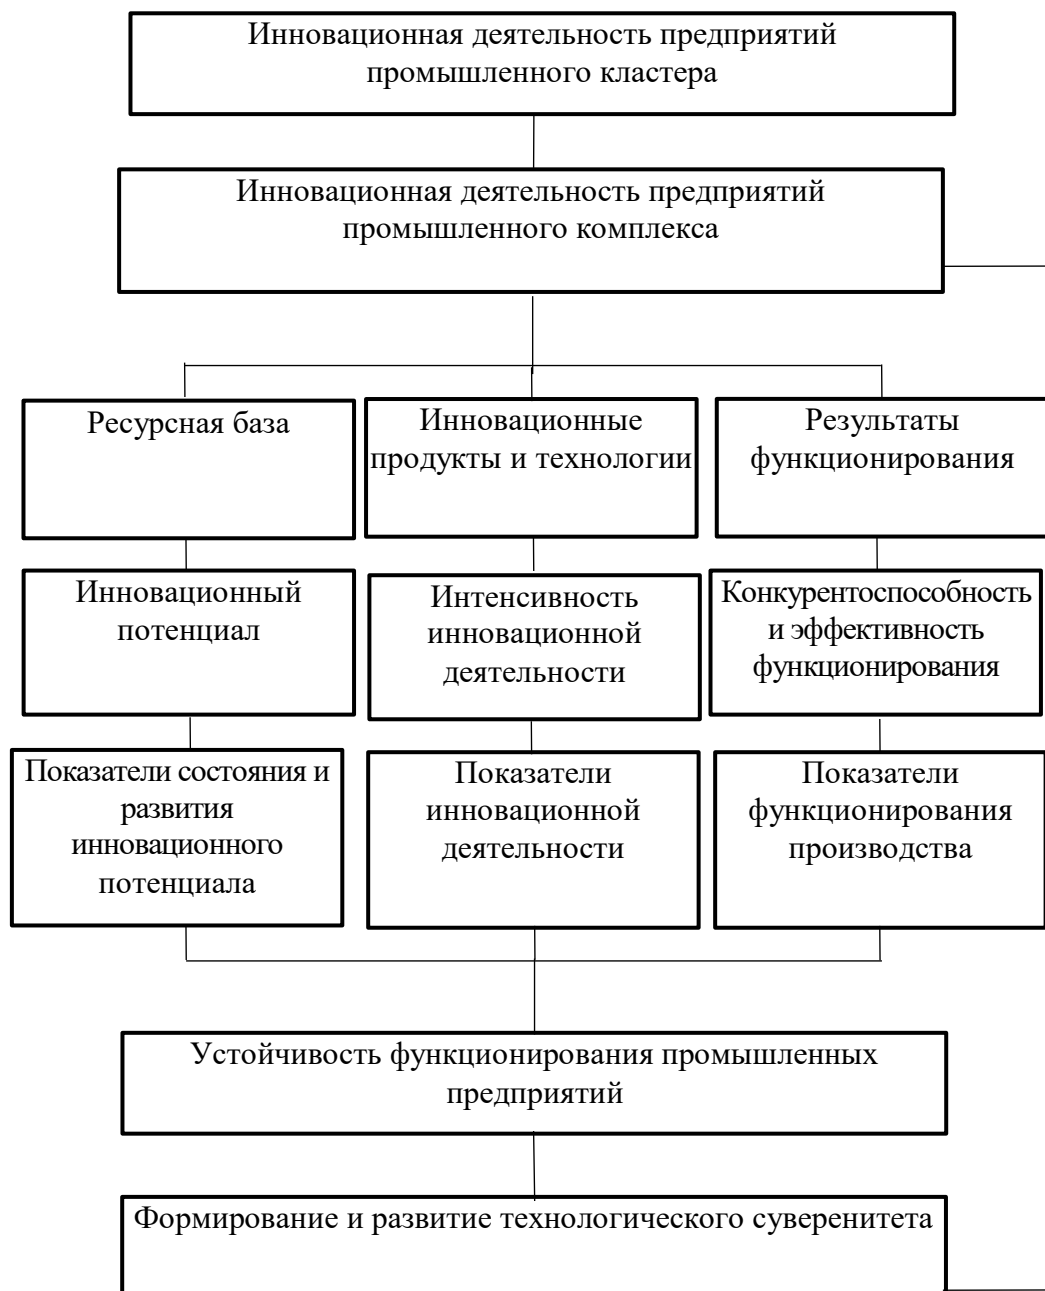 Инновационная деятельность предприятий
промышленного кластера
Инновационная деятельность предприятий
промышленного комплекса
Ресурсная база
Инновационные
продукты и технологии
Результаты
функционирования
Инновационный
потенциал
Интенсивность
инновационной
деятельности
Конкурентоспособность
и эффективность
функционирования
Показатели состояния и
развития
инновационного
потенциала
Показатели
инновационной
деятельности
Показатели
функционирования
производства
Устойчивость функционирования промышленных
предприятий
Формирование и развитие технологического суверенитета